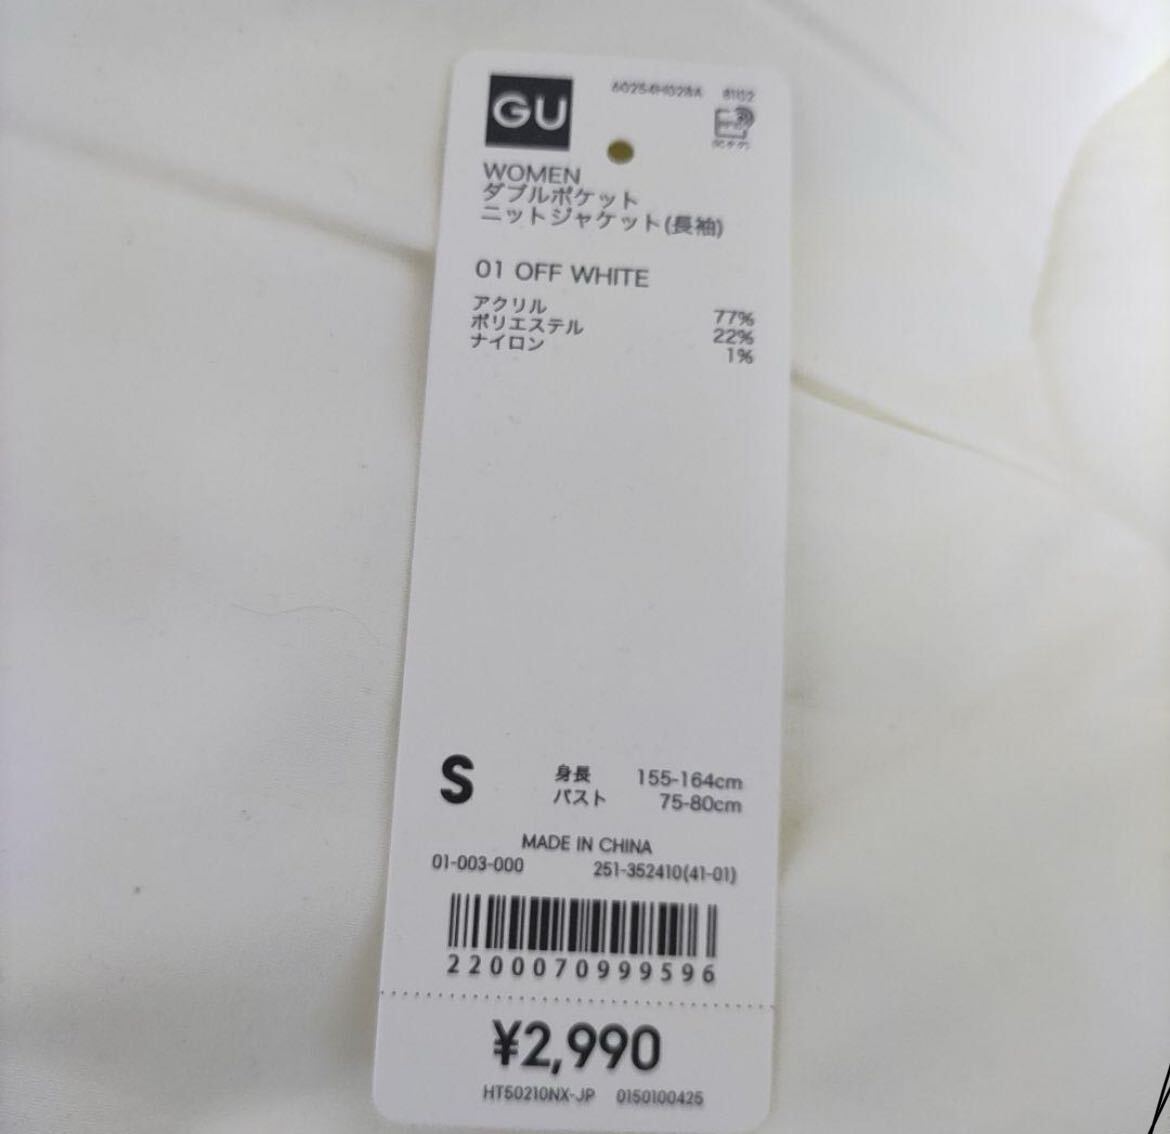 GU
WOMEN
ダブルポケット
ニットジャケット(長袖)
01 OFF WHITE
アクリル 77%
ポリエステル 22%
ナイロン 1%
S
身長 155-164cm
バスト 75-80cm
MADE IN CHINA
01-003-000 251-352410(41-01)
2200070999596
¥2,990
HT50210NX-JP 0150100425